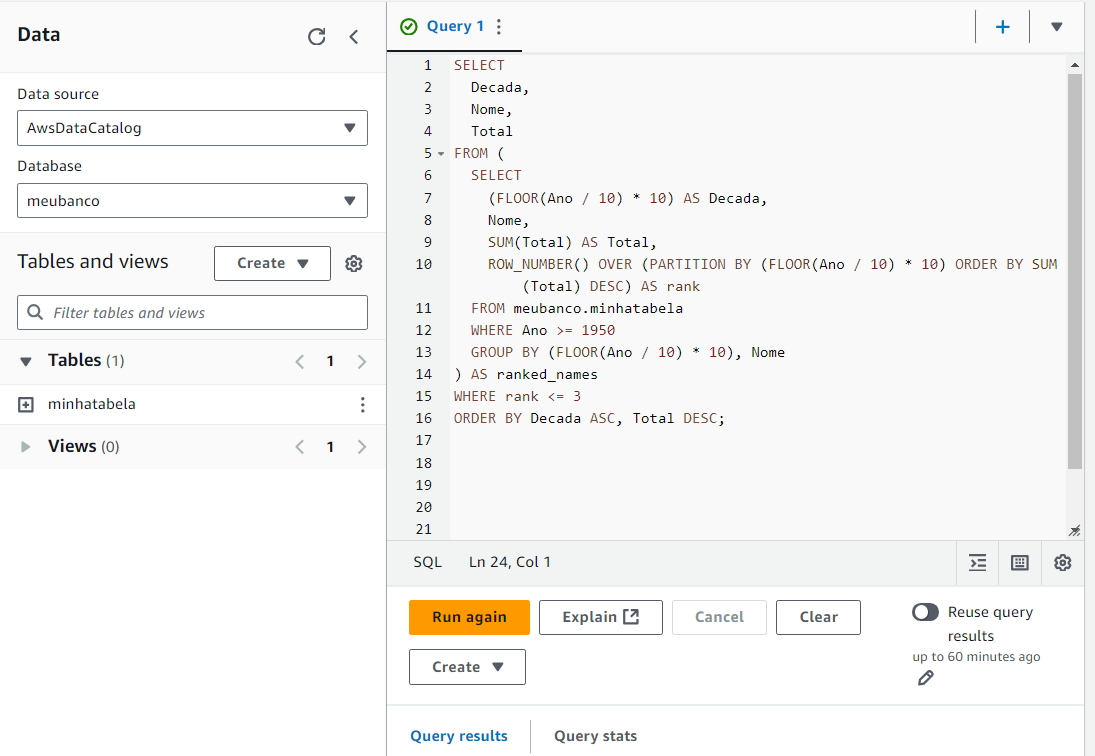 Data
Data source
AwsDataCatalog
Database
meubanco
Tables and views
Create
Filter tables and views
Tables (1)
1
minhatabela
Views (0)
1
Query 1
1 SELECT
2 Decada,
3 Nome,
4 Total
5 FROM (
6 SELECT
7 (FLOOR(Ano / 10) * 10) AS Decada,
8 Nome,
9 SUM(Total) AS Total,
10 ROW_NUMBER() OVER (PARTITION BY (FLOOR(Ano / 10) * 10) ORDER BY SUM
(Total) DESC) AS rank
11 FROM meubanco.minhatabela
12 WHERE Ano >= 1950
13 GROUP BY (FLOOR(Ano / 10) * 10), Nome
14 ) AS ranked_names
15 WHERE rank <= 3
16 ORDER BY Decada ASC, Total DESC;
17
18
19
20
21
SQL Ln 24, Col 1
Run again
Explain
Cancel
Clear
Reuse query
results
up to 60 minutes ago
Create
Query results
Query stats